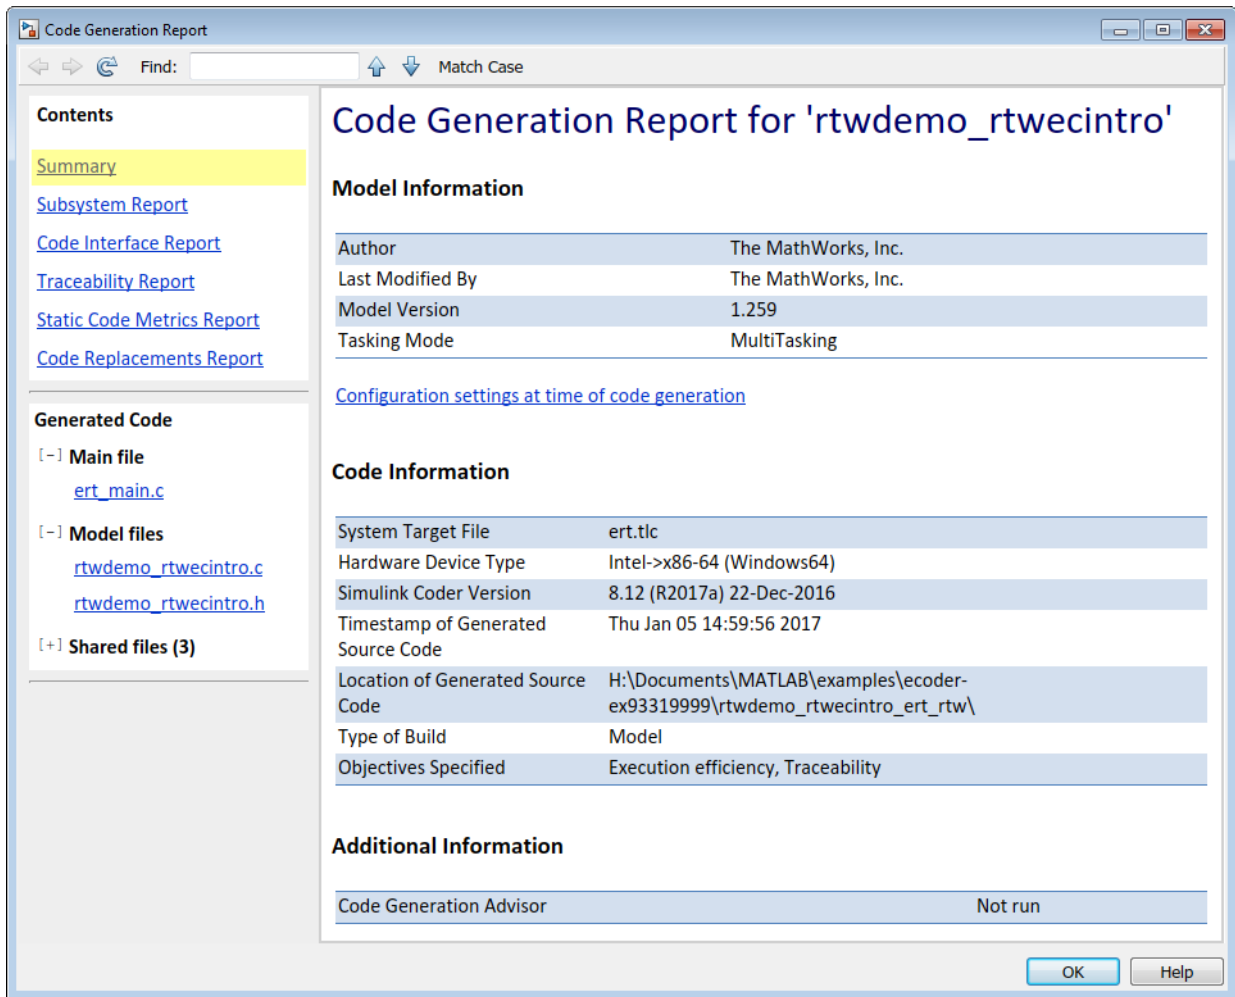 Code Generation Report
Find:
Match Case
Contents
Summary
Subsystem Report
Code Interface Report
Traceability Report
Static Code Metrics Report
Code Replacements Report
Generated Code
[-] Main file
ert_main.c
[-] Model files
rtwdemo_rtwecintro.c
rtwdemo_rtwecintro.h
[+] Shared files (3)
Code Generation Report for 'rtwdemo_rtwecintro'
Model Information
Author The MathWorks, Inc.
Last Modified By The MathWorks, Inc.
Model Version 1.259
Tasking Mode MultiTasking
Configuration settings at time of code generation
Code Information
System Target File ert.tlc
Hardware Device Type Intel->x86-64 (Windows64)
Simulink Coder Version 8.12 (R2017a) 22-Dec-2016
Timestamp of Generated Thu Jan 05 14:59:56 2017
Source Code
Location of Generated Source H:\Documents\MATLAB\examples\ecoder-
Code ex93319999\rtwdemo_rtwecintro_ert_rtw\
Type of Build Model
Objectives Specified Execution efficiency, Traceability
Additional Information
Code Generation Advisor Not run
OK Help